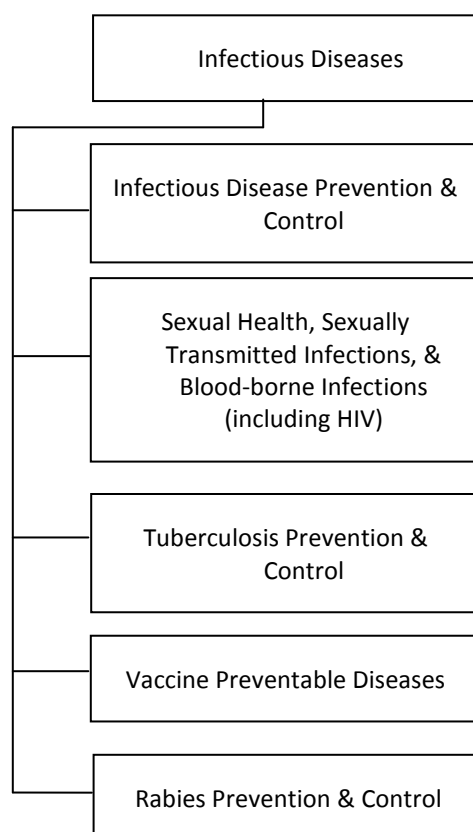 Infectious Diseases
Infectious Disease Prevention &
Control
Sexual Health, Sexually
Transmitted Infections, &
Blood-borne Infections
(including HIV)
Tuberculosis Prevention &
Control
Vaccine Preventable Diseases
Rabies Prevention & Control